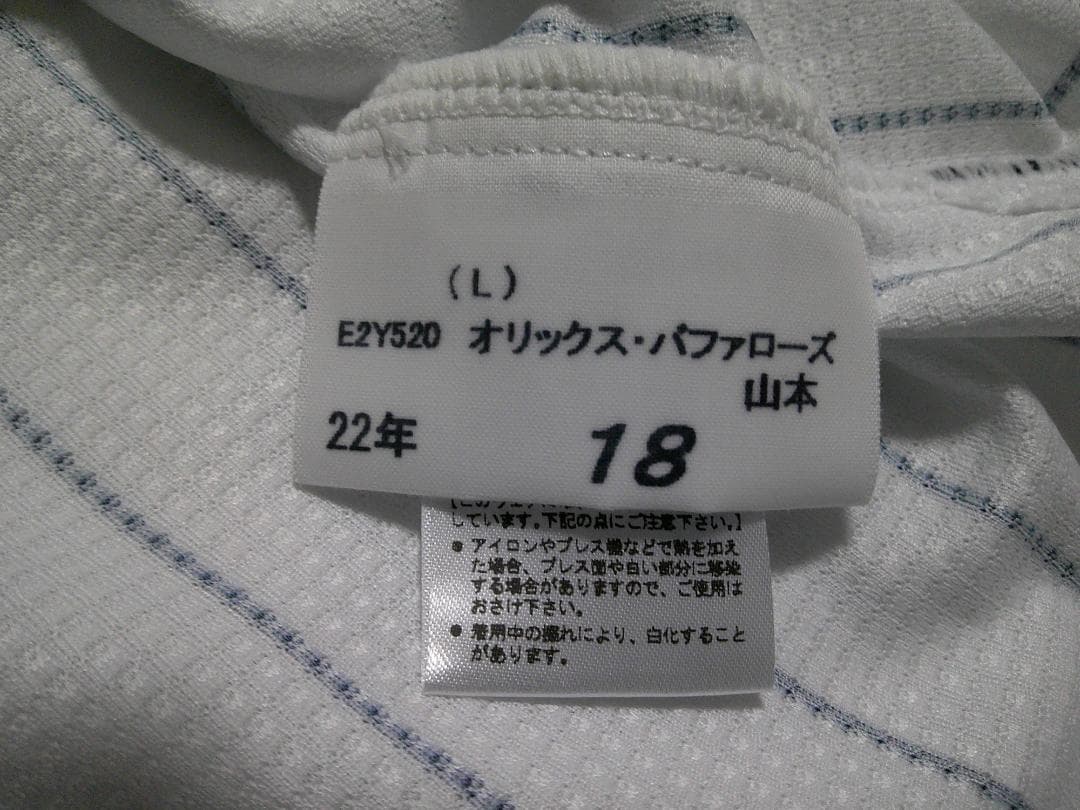 (L)
E2Y520 オリックス・バファローズ
山本
22年 18
しています。下記の点にご注意下さい。】
● アイロンやプレス機などで熱を加え
た場合、プレス面や白い部分に移染
する場合がありますので、ご使用は
おさけ下さい。
● 着用中の擦れにより、白化すること
があります。